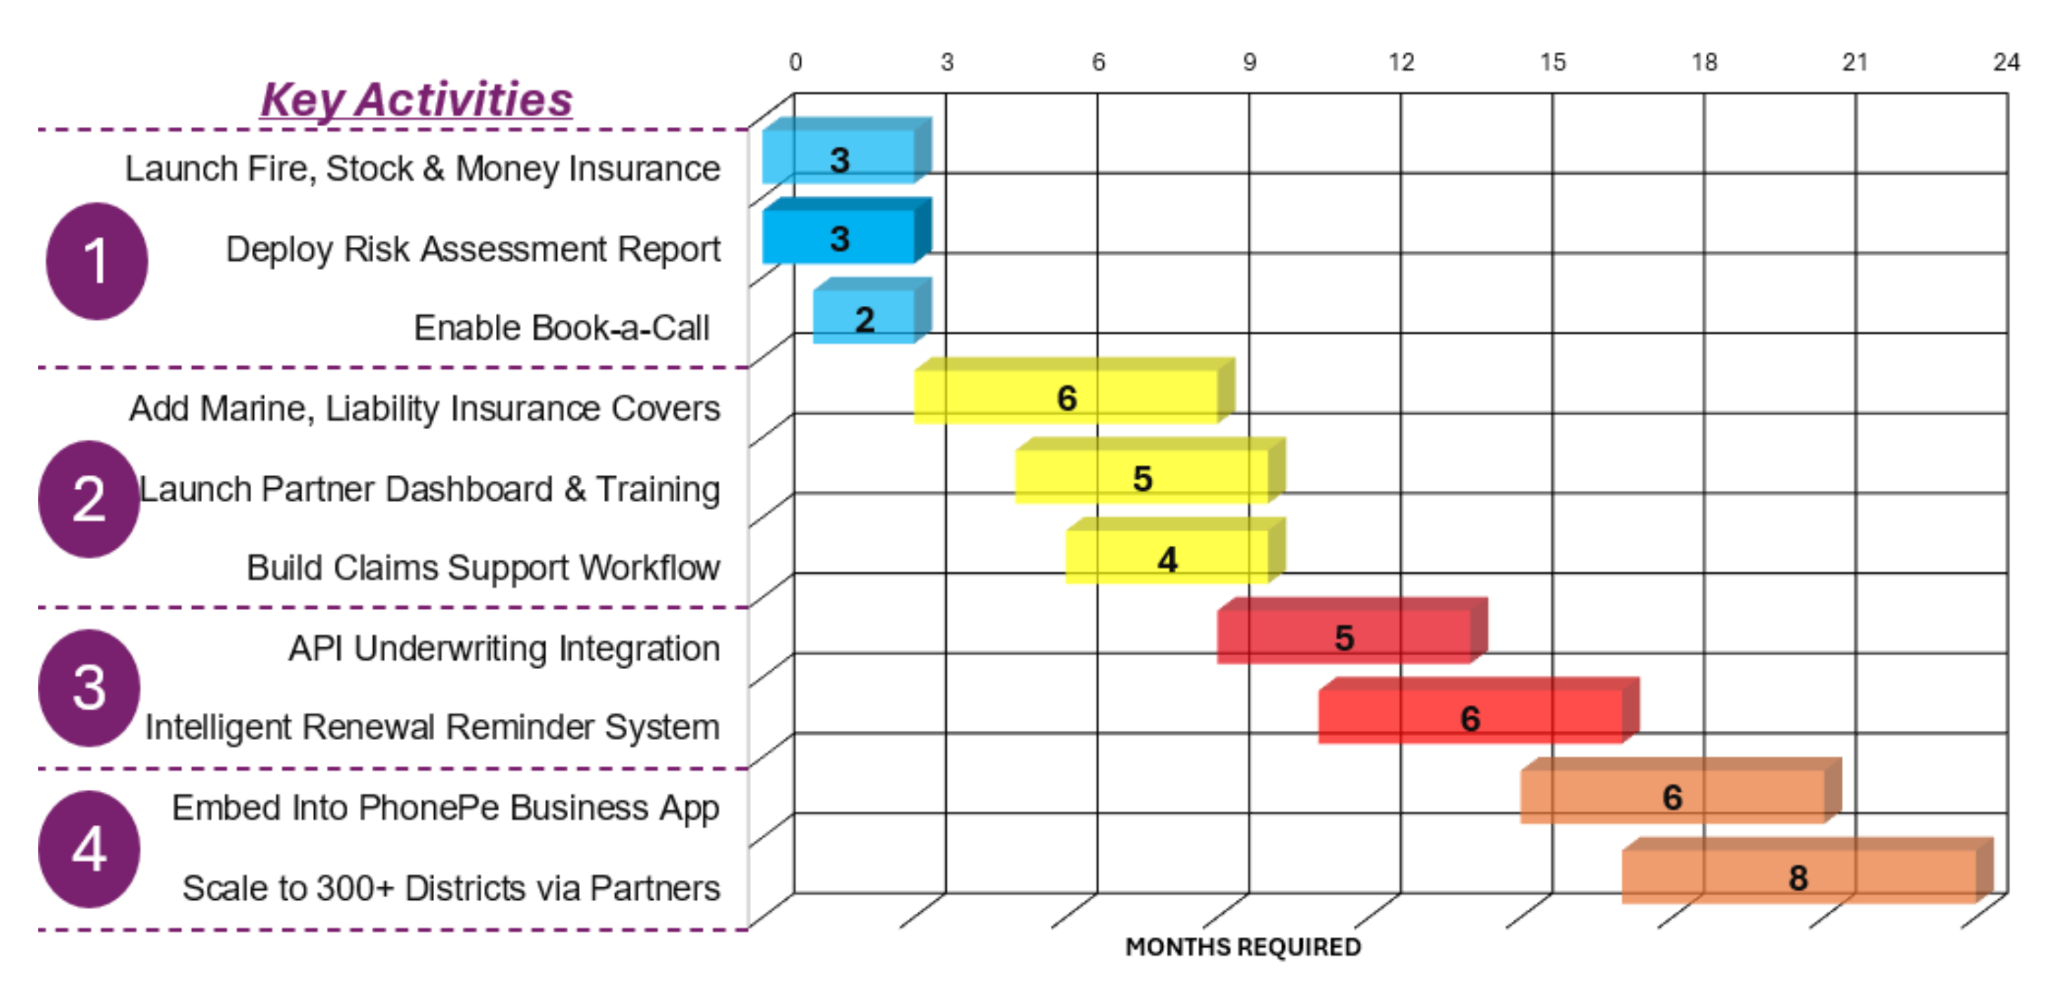 0 3 6 9 12 15 18 21 24
Key Activities
Launch Fire, Stock & Money Insurance
3
1
Deploy Risk Assessment Report
3
Enable Book-a-Call
2
Add Marine, Liability Insurance Covers
6
2
Launch Partner Dashboard & Training
5
Build Claims Support Workflow
4
3
API Underwriting Integration
5
Intelligent Renewal Reminder System
6
4
Embed Into PhonePe Business App
6
Scale to 300+ Districts via Partners
8
MONTHS REQUIRED